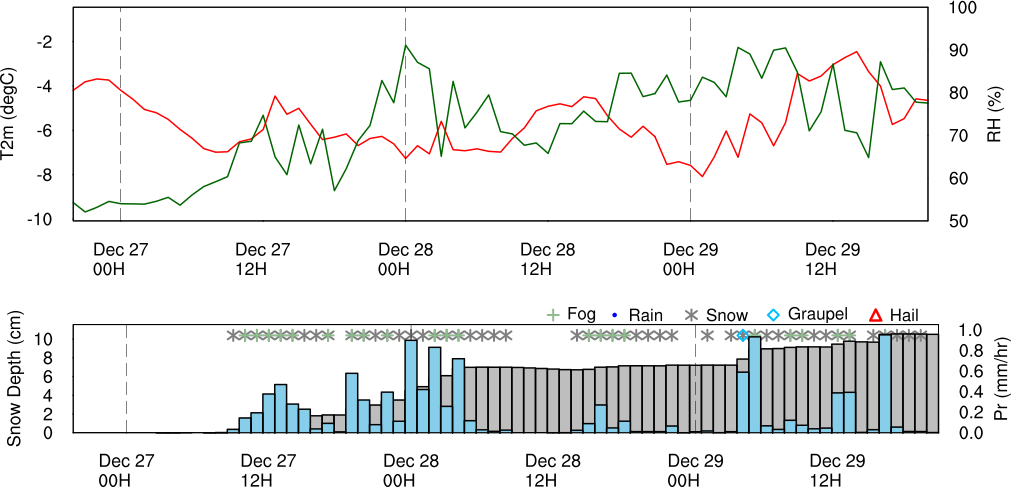 100
-2
90
-4
80
-6
70
-8
60
-10
50
T2m (degC)
RH (%)
Dec 27 Dec 27 Dec 28 Dec 28 Dec 29 Dec 29
00H 12H 00H 12H 00H 12H
Fog Rain Snow Graupel Hail
10 1.0
8 0.8
6 0.6
4 0.4
2 0.2
0 0.0
Snow Depth (cm)
Pr (mm/hr)
Dec 27 Dec 27 Dec 28 Dec 28 Dec 29 Dec 29
00H 12H 00H 12H 00H 12H